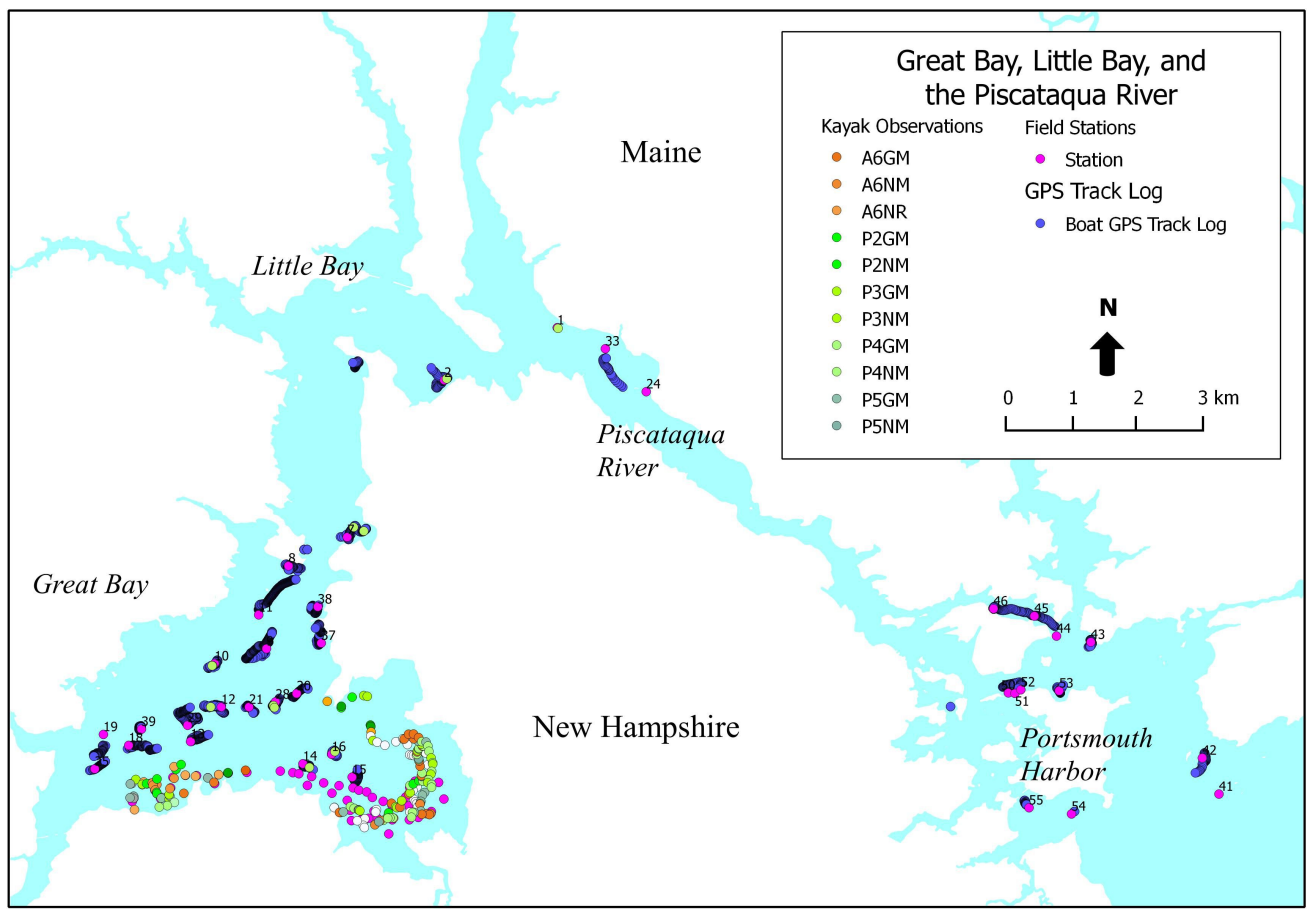 Great Bay, Little Bay, and
the Piscataqua River
Kayak Observations
A6GM
A6NM
A6NR
P2GM
P2NM
P3GM
P3NM
P4GM
P4NM
P5GM
P5NM
Field Stations
Station
GPS Track Log
Boat GPS Track Log
N
0 1 2 3 km
Maine
Little Bay
1
33
2
24
Piscataqua
River
7
8
Great Bay
38
46
45
44
43
37
10
52
53
51
28
12
21
New Hampshire
19
39
18
Portsmouth
Harbor
16
14
15
42
41
55
54